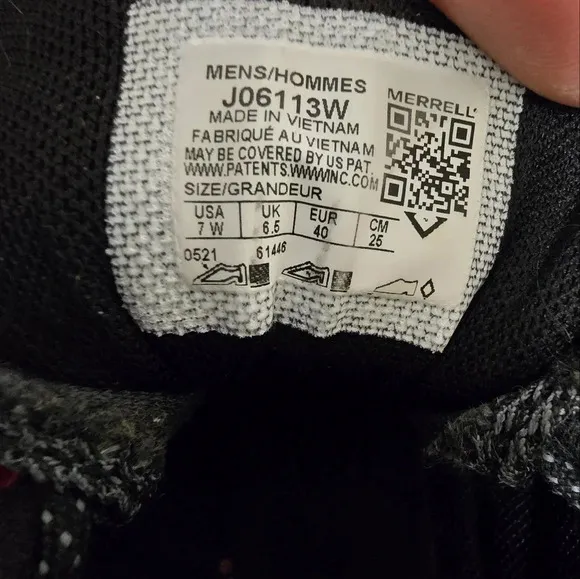 MENS/HOMMES
J06113W
MERRELL
MADE IN VIETNAM
FABRIQUÉ AU VIETNAM
MAY BE COVERED BY US PAT.
WWW.PATENTS.WWWINC.COM
SIZE/GRANDEUR
USA UK EUR CM
7 W 6.5 40 25
0521 61446